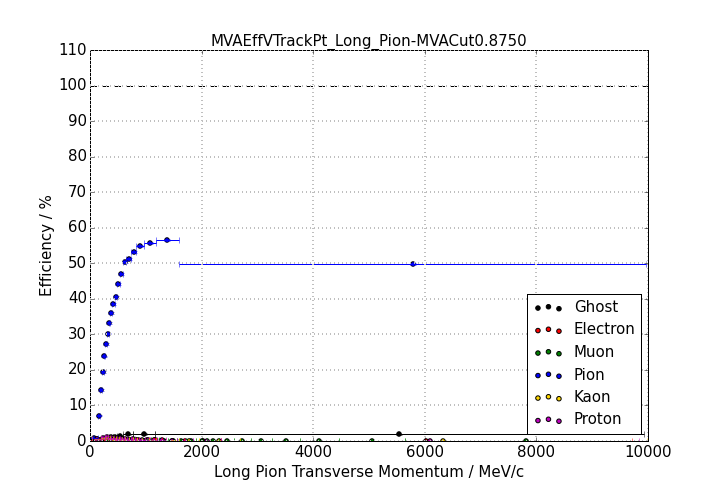 MVAEffVTrackPt_Long_Pion-MVACut0.8750
110
100
90
80
70
60
50
40
30
20
10
0
Efficiency / %
Ghost
Electron
Muon
Pion
Kaon
Proton
0 2000 4000 6000 8000 10000
Long Pion Transverse Momentum / MeV/c